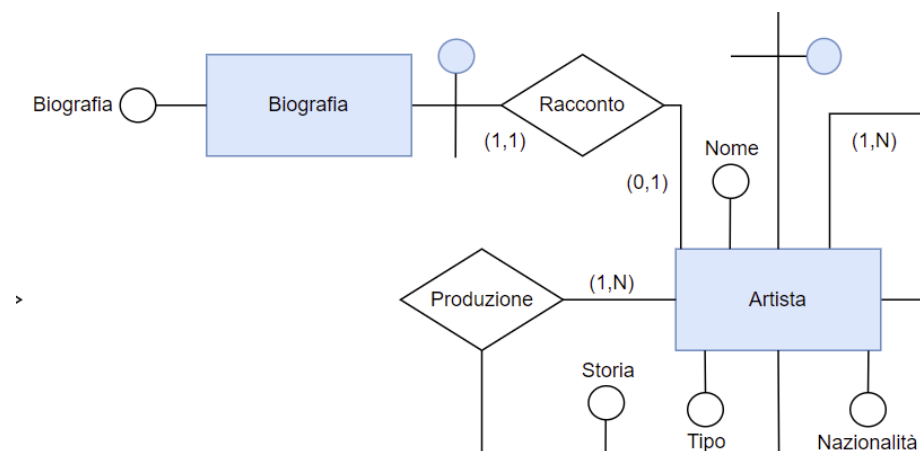 Biografia
Biografia
Racconto
(1,1)
(0,1)
Nome
(1,N)
Produzione
(1,N)
Artista
Storia
Tipo
Nazionalità